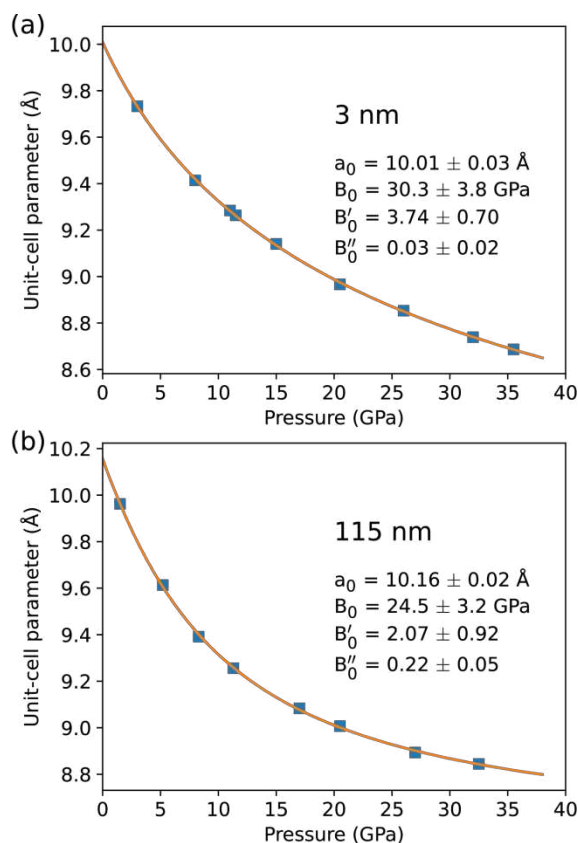 (a)
10.0
9.8
9.6
9.4
9.2
9.0
8.8
8.6
Unit-cell parameter (Å)
3 nm
a₀ = 10.01 ± 0.03 Å
B₀ = 30.3 ± 3.8 GPa
B₀′ = 3.74 ± 0.70
B₀″ = 0.03 ± 0.02
0 5 10 15 20 25 30 35 40
Pressure (GPa)
(b)
10.2
10.0
9.8
9.6
9.4
9.2
9.0
8.8
Unit-cell parameter (Å)
115 nm
a₀ = 10.16 ± 0.02 Å
B₀ = 24.5 ± 3.2 GPa
B₀′ = 2.07 ± 0.92
B₀″ = 0.22 ± 0.05
0 5 10 15 20 25 30 35 40
Pressure (GPa)